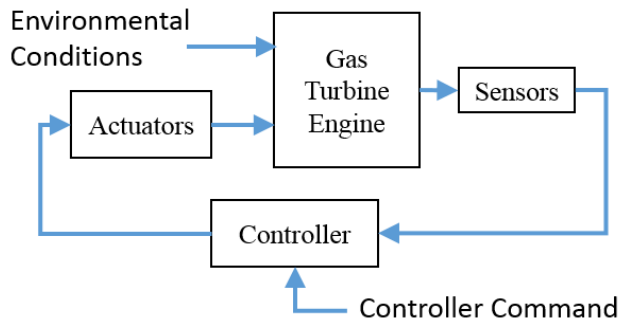 Environmental
Conditions
Gas
Turbine
Engine
Sensors
Actuators
Controller
Controller Command